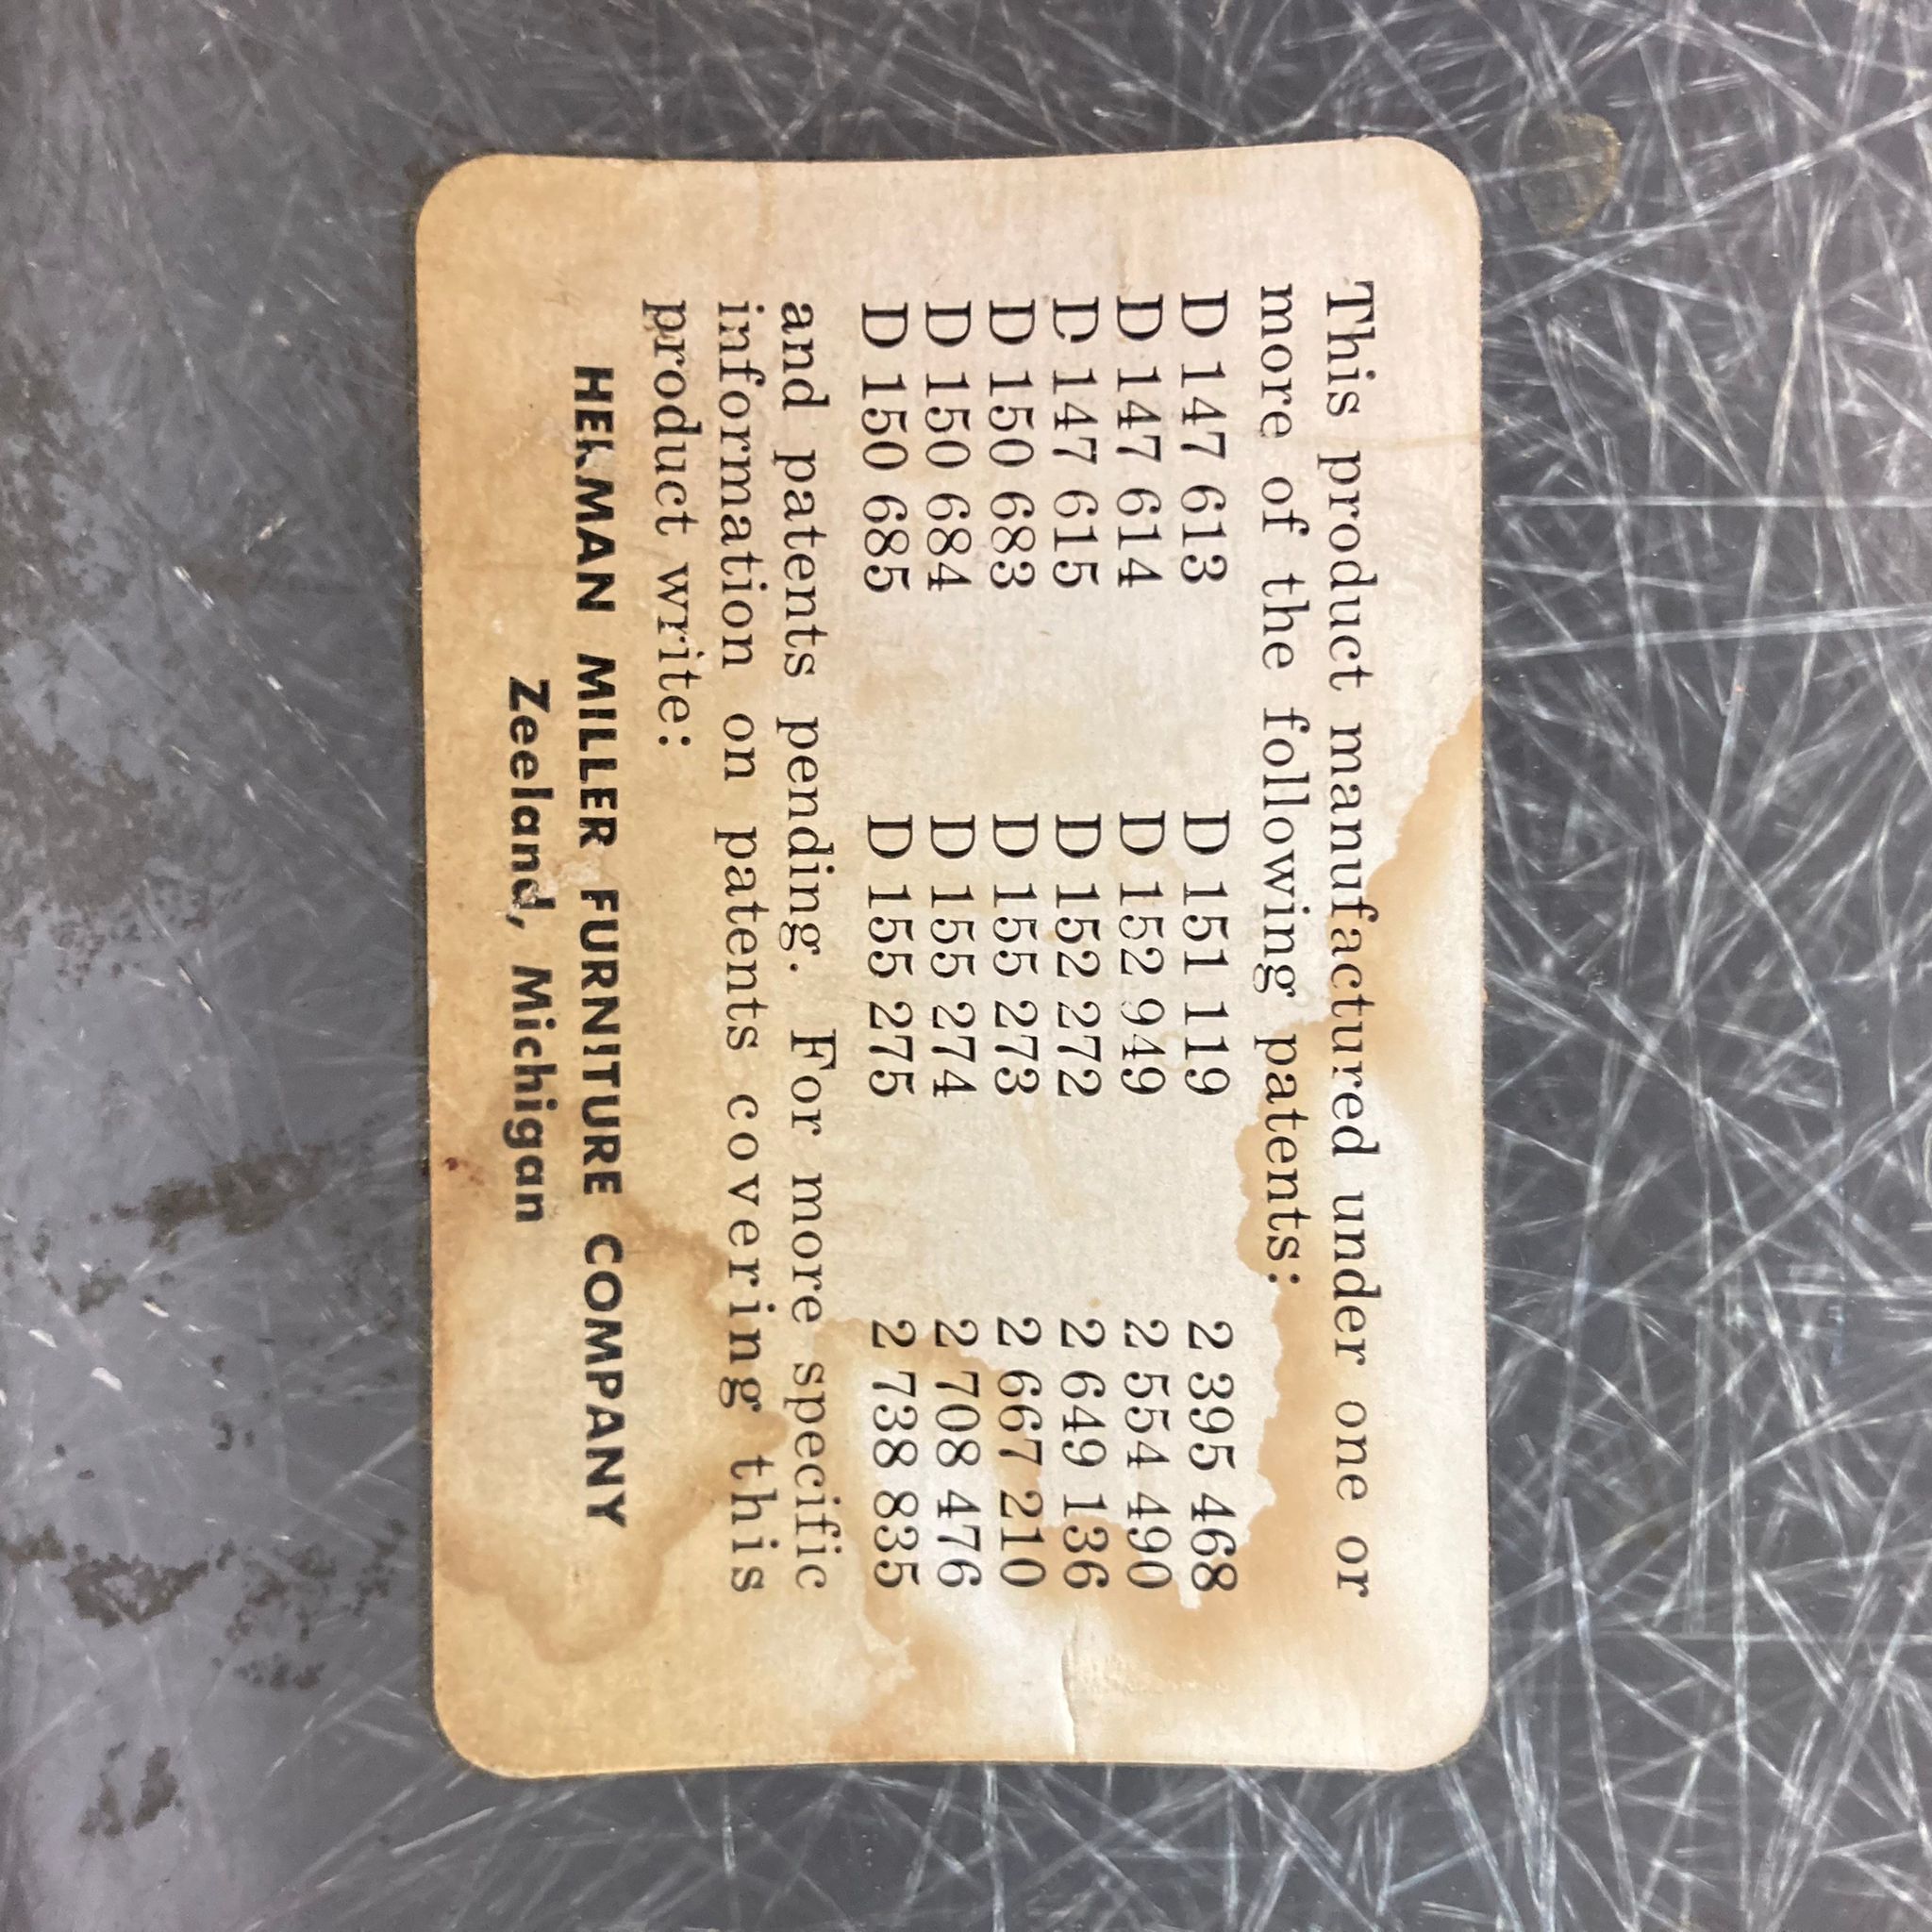 This product manufactured under one or
more of the following patents:
D 147 613 D 151 119 2 395 468
D 147 614 D 152 949 2 554 490
D 147 615 D 152 272 2 649 136
D 150 683 D 155 273 2 667 210
D 150 684 D 155 274 2 708 476
D 150 685 D 155 275 2 738 835
and patents pending. For more specific
information on patents covering this
product write:
HERMAN MILLER FURNITURE COMPANY
Zeeland, Michigan